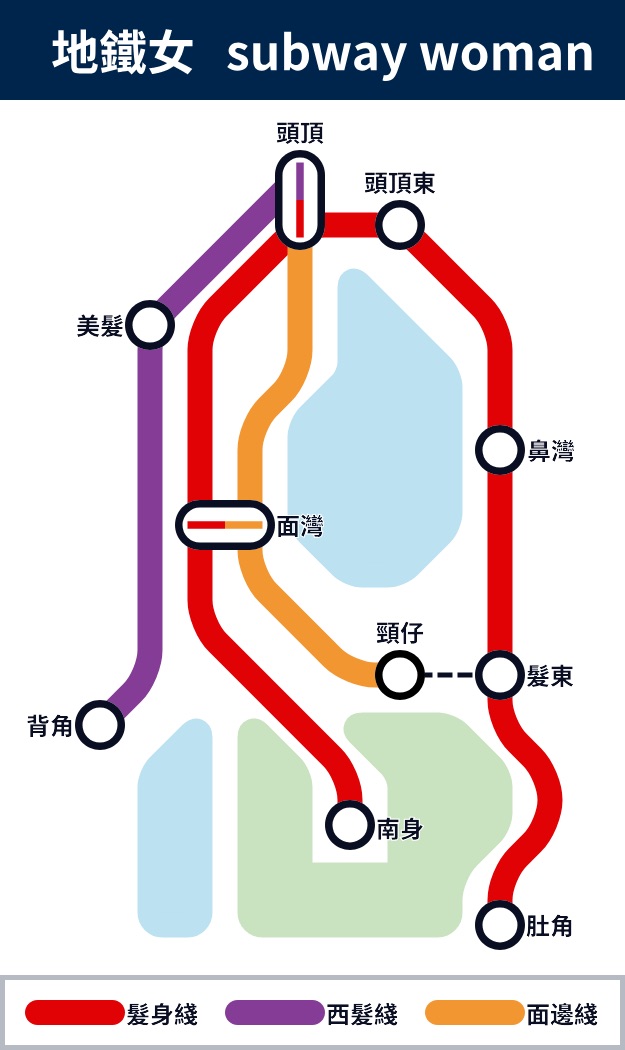 地鐵女 subway woman
頭頂
頭頂東
美髮
鼻灣
面灣
頸仔
髮東
背角
南身
肚角
髮身綫 西髮綫 面邊綫